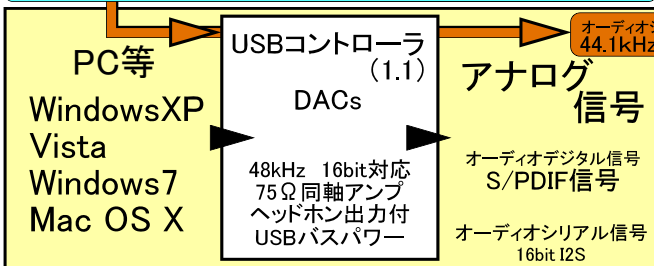 オーディオシ
44.1kHz
PC等
WindowsXP
Vista
Windows7
Mac OS X
USBコントローラ
(1.1)
DACs
48kHz 16bit対応
75Ω同軸アンプ
ヘッドホン出力付
USBバスパワー
アナログ
信号
オーディオデジタル信号
S/PDIF信号
オーディオシリアル信号
16bit I2S